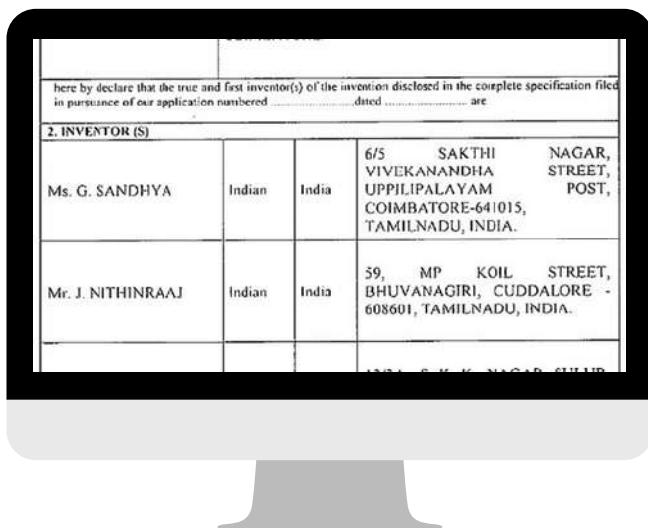 here by declare that the true and first inventor(s) of the invention disclosed in the complete specification filed
in pursuance of our application numbered ........................dated ........................ are
2. INVENTOR (S)
Ms. G. SANDHYA
Indian
India
6/5 SAKTHI NAGAR,
VIVEKANANDHA STREET,
UPPILIPALAYAM POST,
COIMBATORE-641015,
TAMILNADU, INDIA.
Mr. J. NITHINRAAJ
Indian
India
59, MP KOIL STREET,
BHUVANAGIRI, CUDDALORE -
608601, TAMILNADU, INDIA.